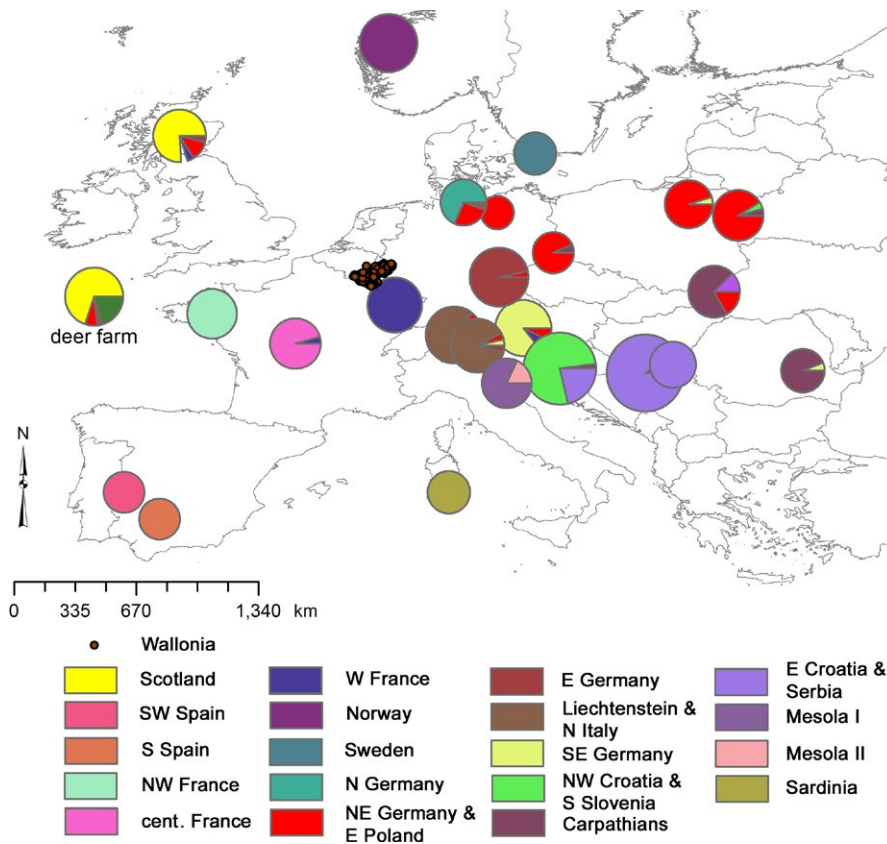 deer farm
N
0 335 670 1,340 km
Wallonia
Scotland
SW Spain
S Spain
NW France
cent. France
W France
Norway
Sweden
N Germany
NE Germany &
E Poland
E Germany
Liechtenstein &
N Italy
SE Germany
NW Croatia &
S Slovenia
Carpathians
E Croatia &
Serbia
Mesola I
Mesola II
Sardinia